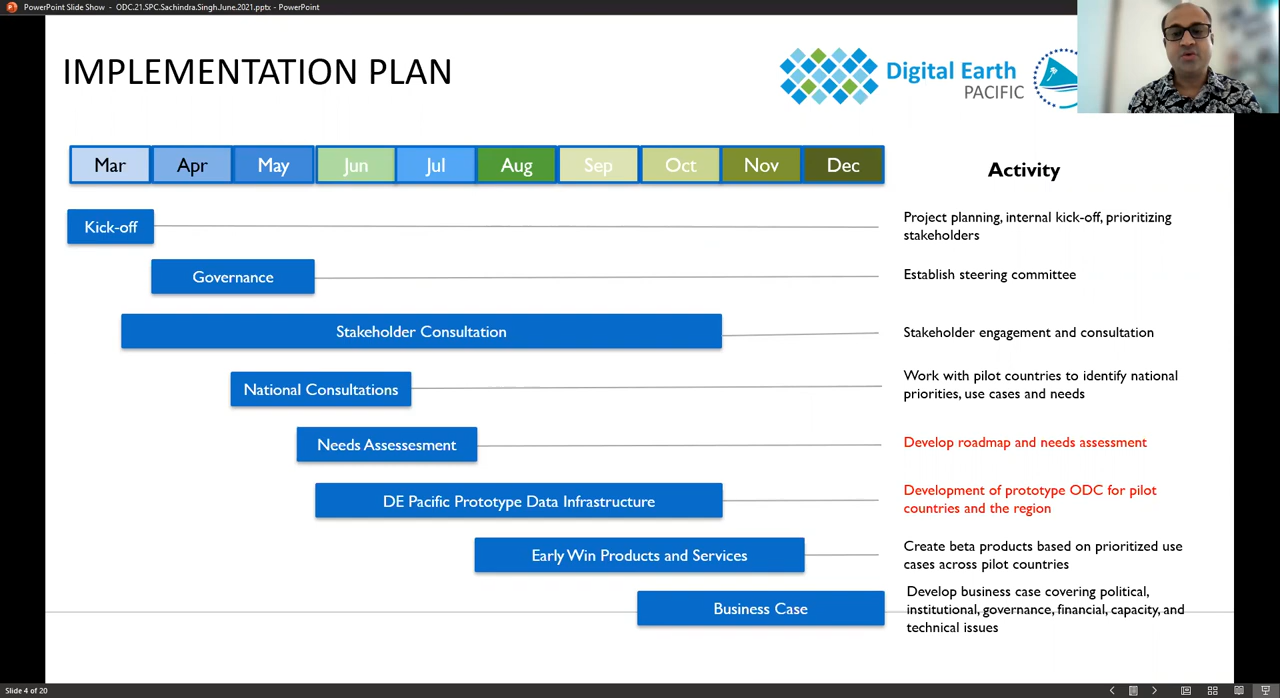 PowerPoint Slide Show - ODC.21.SPC.Sachindra.Singh.June.2021.pptx - PowerPoint
IMPLEMENTATION PLAN
Digital Earth
PACIFIC
Mar Apr May Jun Jul Aug Sep Oct Nov Dec
Activity
Kick-off
Project planning, internal kick-off, prioritizing
stakeholders
Governance
Establish steering committee
Stakeholder Consultation
Stakeholder engagement and consultation
National Consultations
Work with pilot countries to identify national
priorities, use cases and needs
Needs Assessesment
Develop roadmap and needs assessment
DE Pacific Prototype Data Infrastructure
Development of prototype ODC for pilot
countries and the region
Early Win Products and Services
Create beta products based on prioritized use
cases across pilot countries
Business Case
Develop business case covering political,
institutional, governance, financial, capacity, and
technical issues
Slide 4 of 20